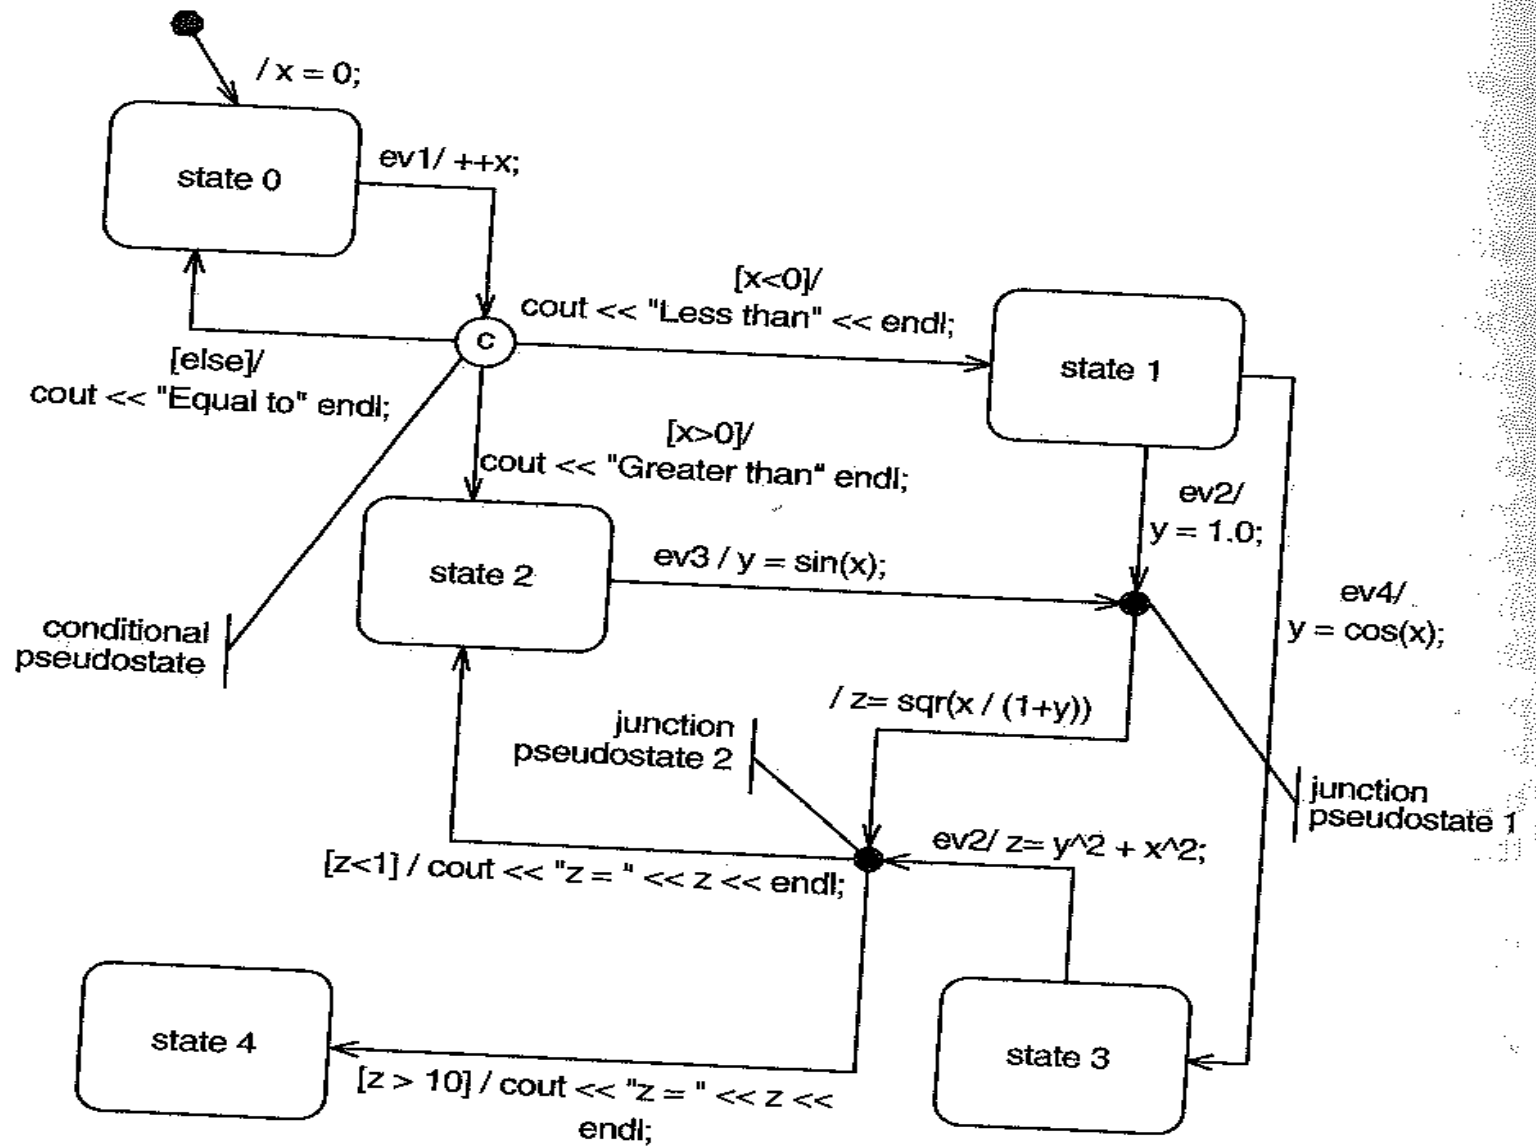 / x = 0;
state 0
ev1/ ++x;
[x<0]/
cout << "Less than" << endl;
c
state 1
[else]/
cout << "Equal to" endl;
[x>0]/
cout << "Greater than" endl;
ev2/
y = 1.0;
state 2
ev3 / y = sin(x);
ev4/
y = cos(x);
conditional
pseudostate
/ z= sqr(x / (1+y))
junction
pseudostate 2
junction
pseudostate 1
ev2/ z= y^2 + x^2;
[z<1] / cout << "z = " << z << endl;
state 4
state 3
[z > 10] / cout << "z = " << z <<
endl;